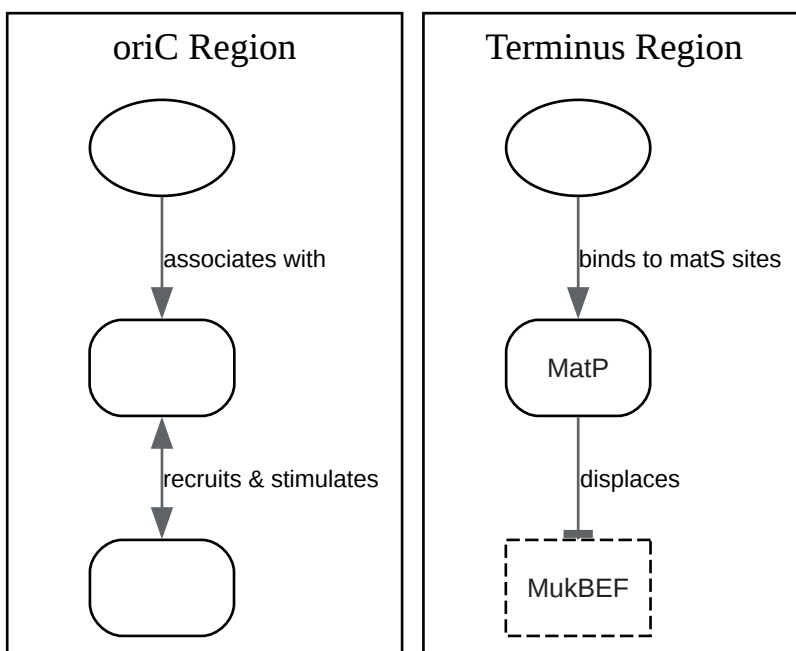 oriC Region
associates with
recruits & stimulates
Terminus Region
binds to matS sites
MatP
displaces
MukBEF